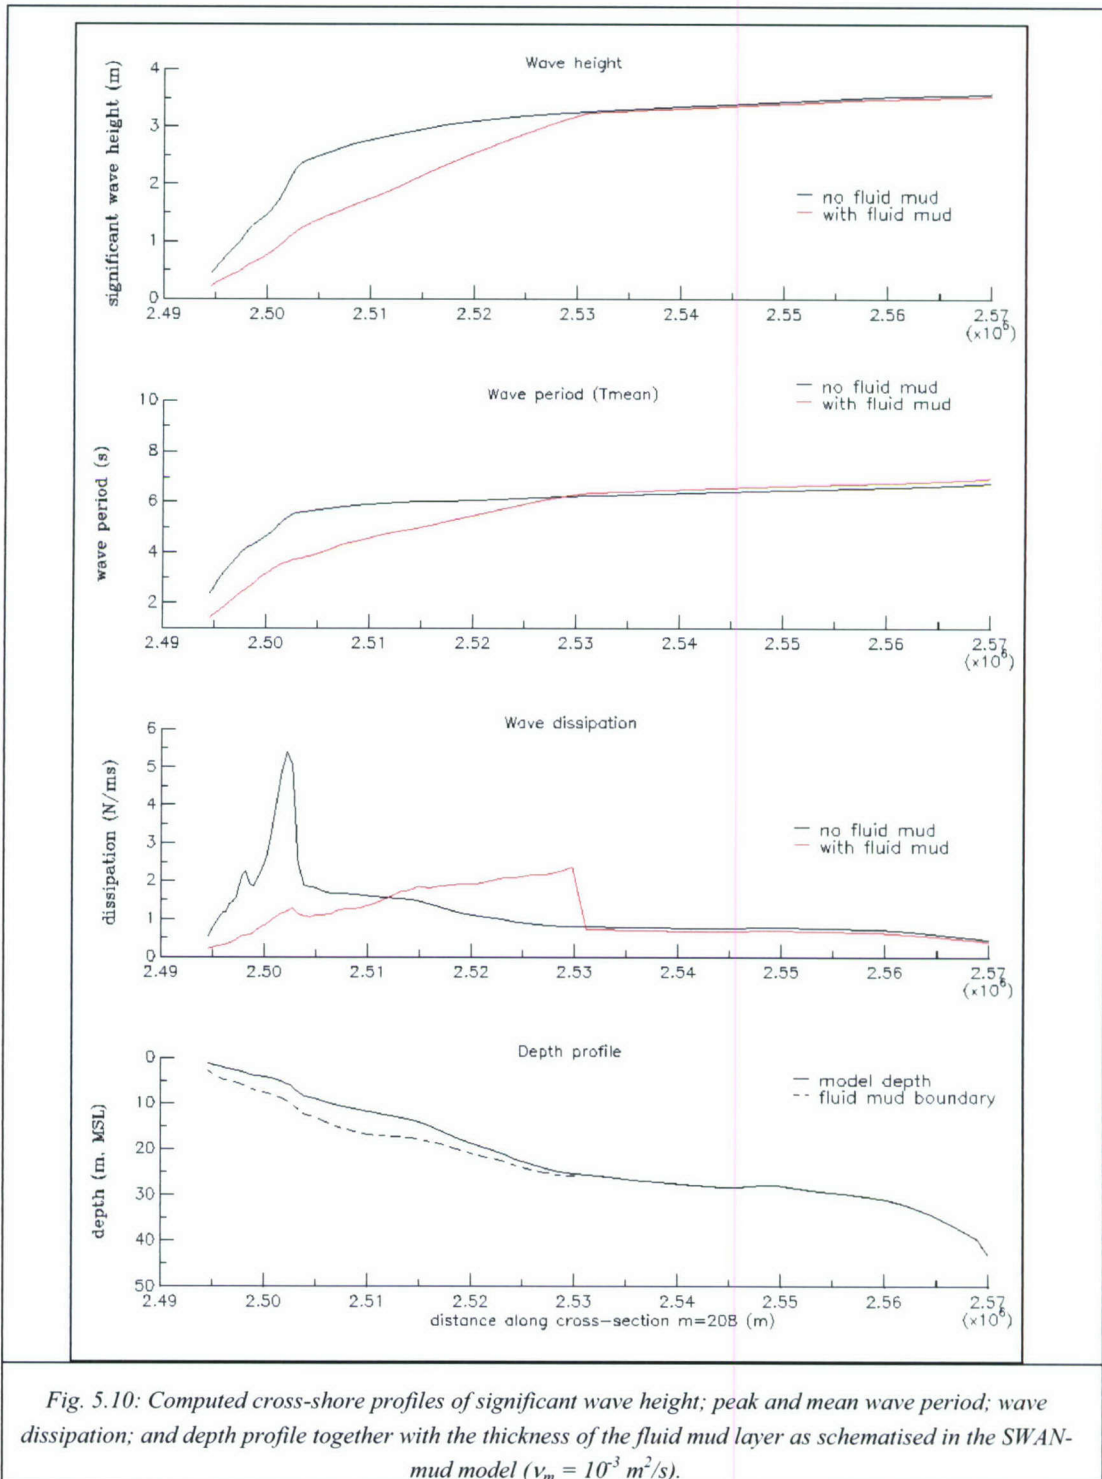 Wave height
significant wave height (m)
4
3
2
1
0
no fluid mud
with fluid mud
2.49 2.50 2.51 2.52 2.53 2.54 2.55 2.56 2.57
(×10⁶)
Wave period (Tmean)
no fluid mud
with fluid mud
wave period (s)
10
8
6
4
2
2.49 2.50 2.51 2.52 2.53 2.54 2.55 2.56 2.57
(×10⁶)
Wave dissipation
dissipation (N/ms)
6
5
4
3
2
1
0
no fluid mud
with fluid mud
2.49 2.50 2.51 2.52 2.53 2.54 2.55 2.56 2.57
(×10⁶)
Depth profile
model depth
fluid mud boundary
depth (m, MSL)
0
10
20
30
40
50
2.49 2.50 2.51 2.52 2.53 2.54 2.55 2.56 2.57
distance along cross-section m=208 (m) (×10⁶)
Fig. 5.10: Computed cross-shore profiles of significant wave height; peak and mean wave period; wave
dissipation; and depth profile together with the thickness of the fluid mud layer as schematised in the SWAN-
mud model (νₘ = 10⁻³ m²/s).